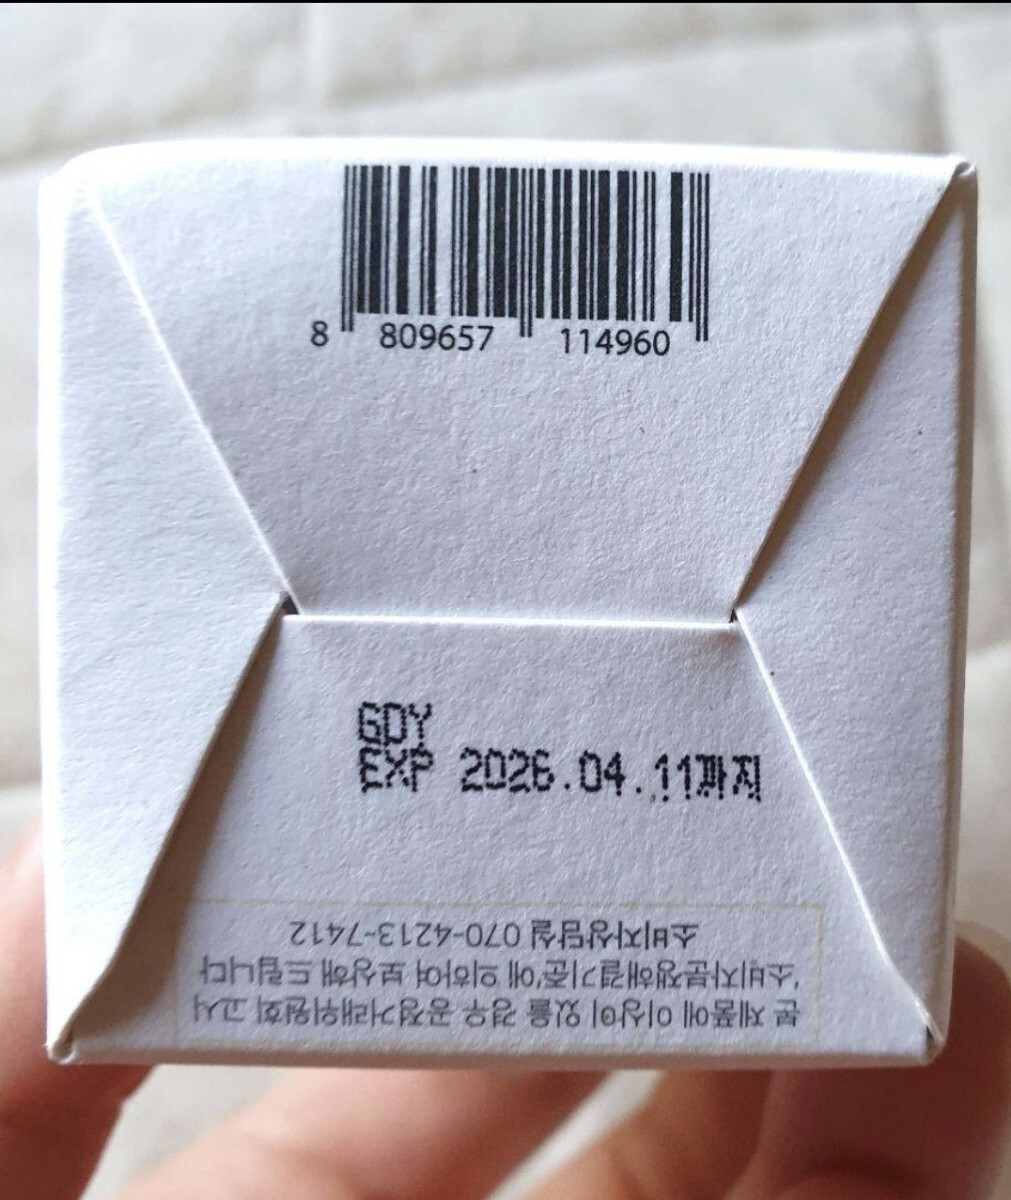 8 809657 114960
GDY
EXP 2026.04.11까지
본 제품에 이상이 있을 경우 공정거래위원회 고시
'소비자분쟁해결기준'에 의하여 보상해 드립니다
소비자상담실 070-4213-7412